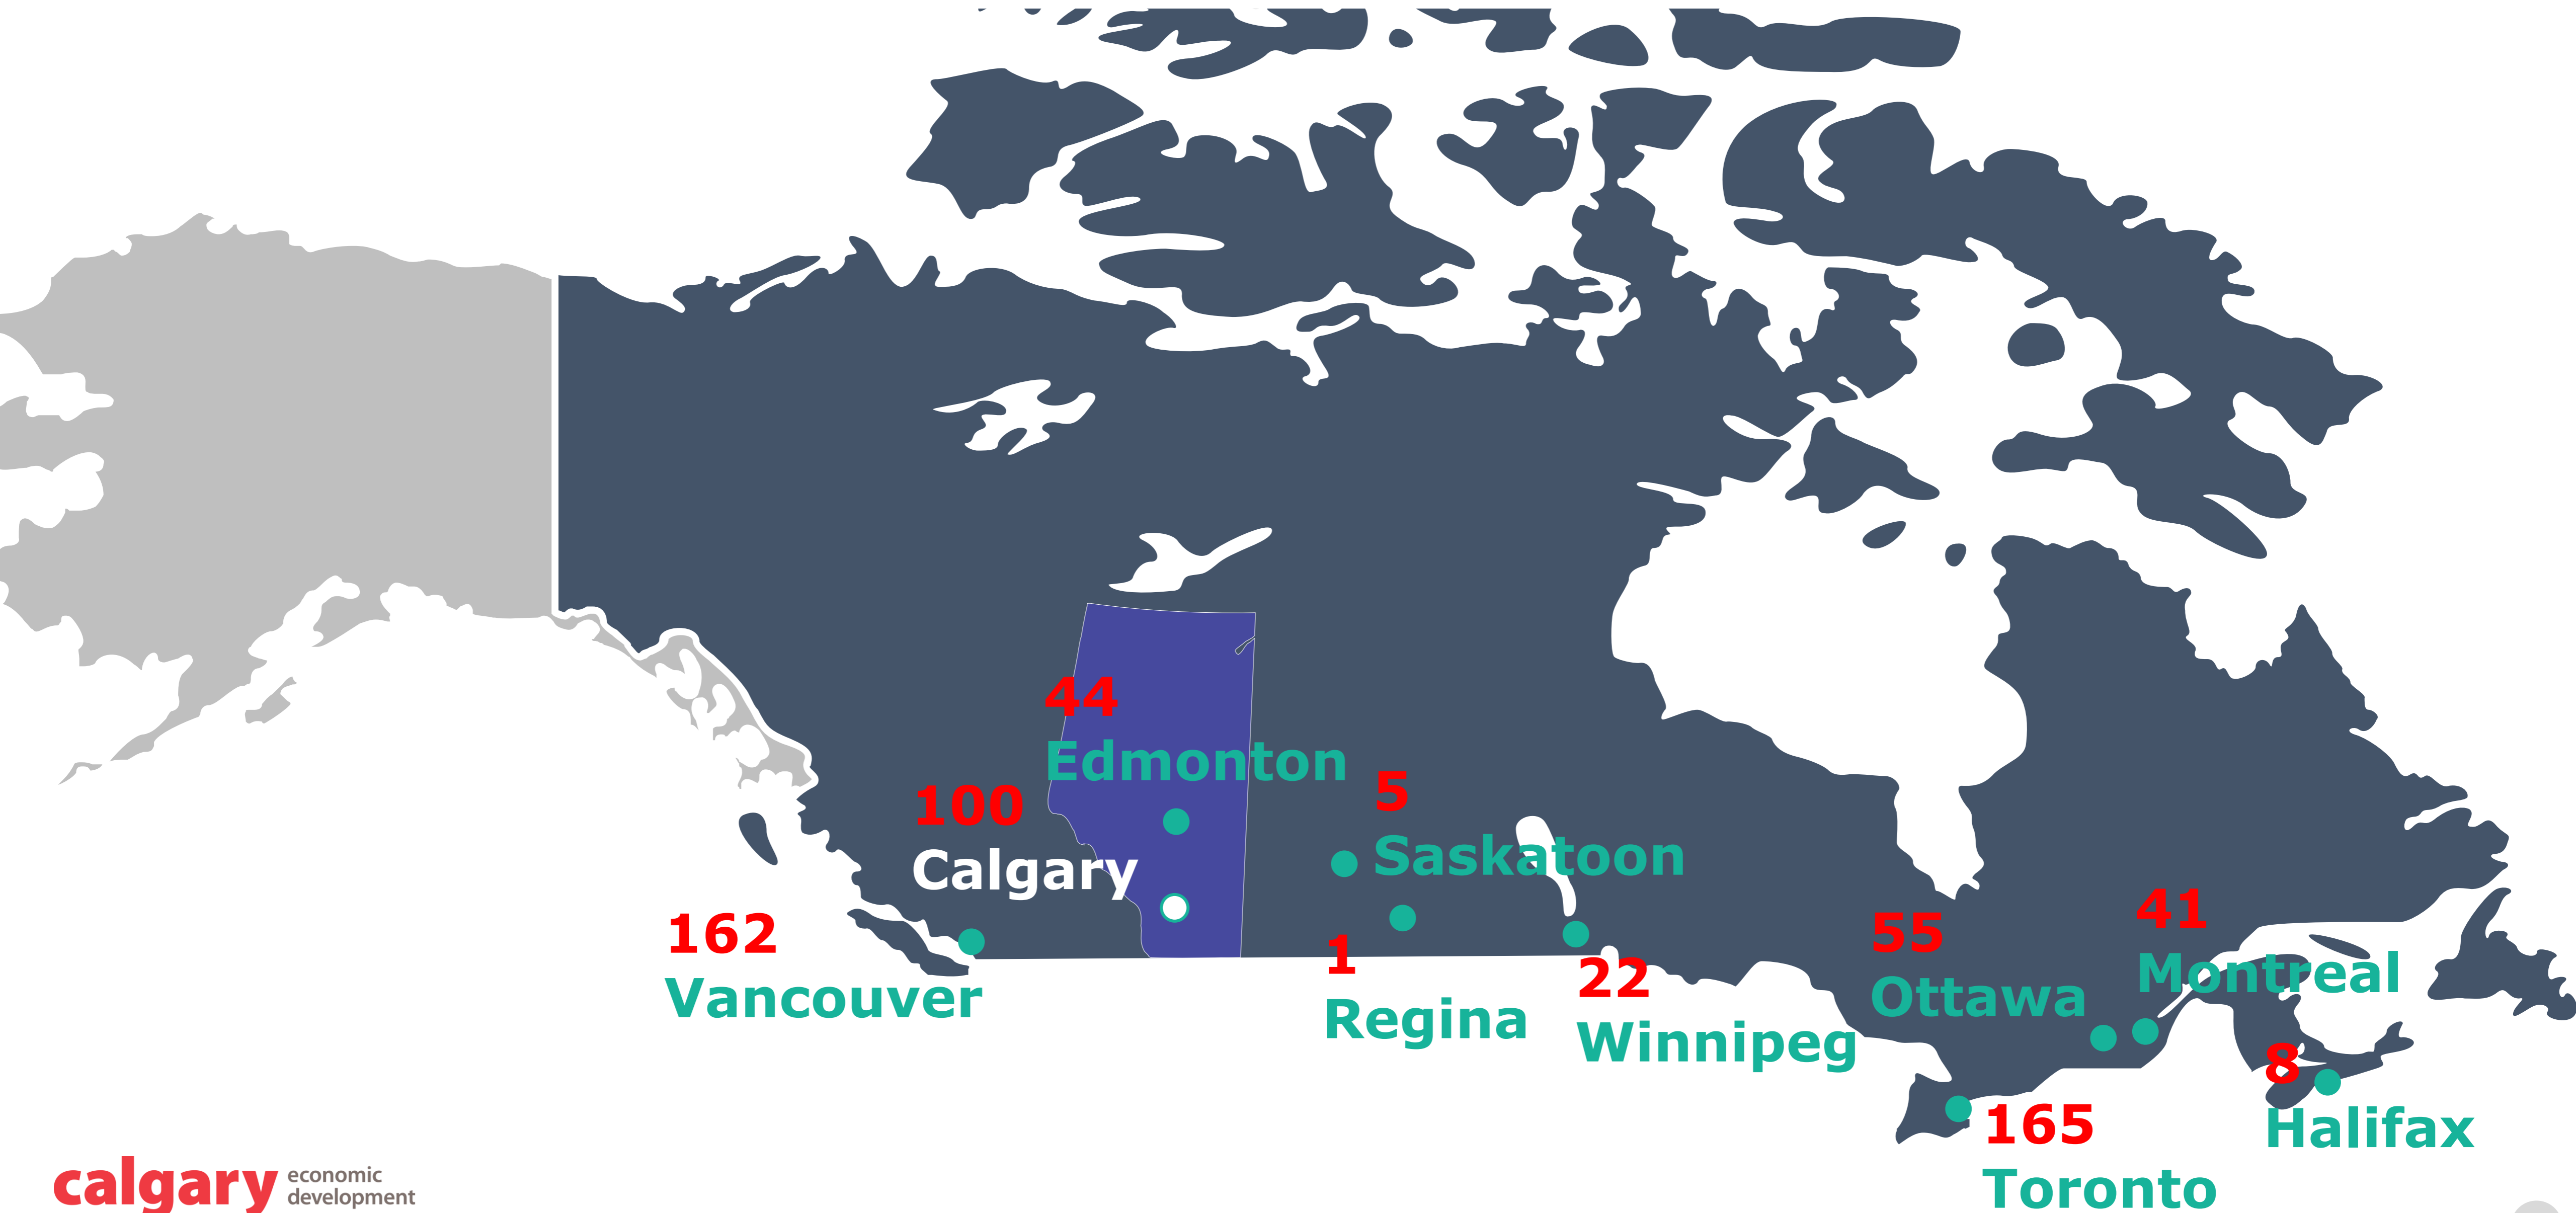 44
Edmonton
100
Calgary
162
Vancouver
5
Saskatoon
1
Regina
22
Winnipeg
55
Ottawa
41
Montreal
8
Halifax
165
Toronto
calgary economic
development